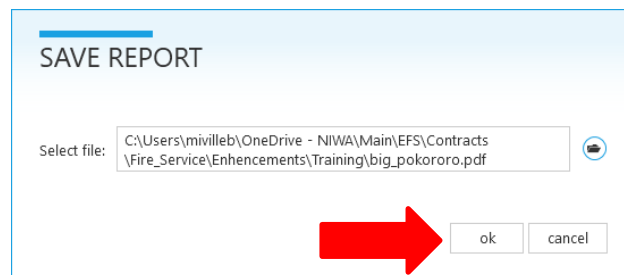 SAVE REPORT
Select file:
C:\Users\mivilleb\OneDrive - NIWA\Main\EFS\Contracts
\Fire_Service\Enhencements\Training\big_pokororo.pdf
ok cancel